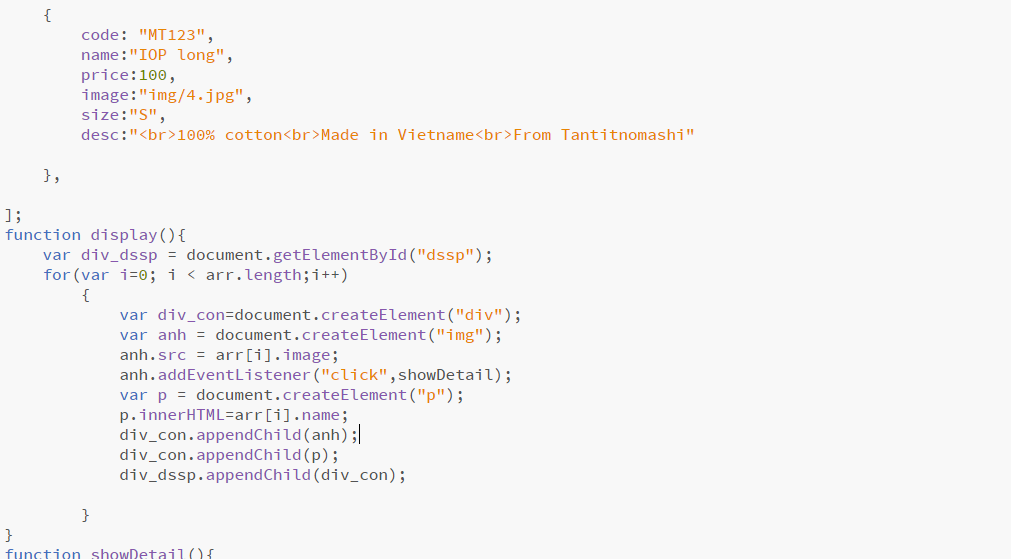 {
code: "MT123",
name:"IOP long",
price:100,
image:"img/4.jpg",
size:"S",
desc:"<br>100% cotton<br>Made in Vietname<br>From Tantitnomashi"
},
];
function display(){
var div_dssp = document.getElementById("dssp");
for(var i=0; i < arr.length;i++)
{
var div_con=document.createElement("div");
var anh = document.createElement("img");
anh.src = arr[i].image;
anh.addEventListener("click",showDetail);
var p = document.createElement("p");
p.innerHTML=arr[i].name;
div_con.appendChild(anh);
div_con.appendChild(p);
div_dssp.appendChild(div_con);
}
}
function showDetail(){